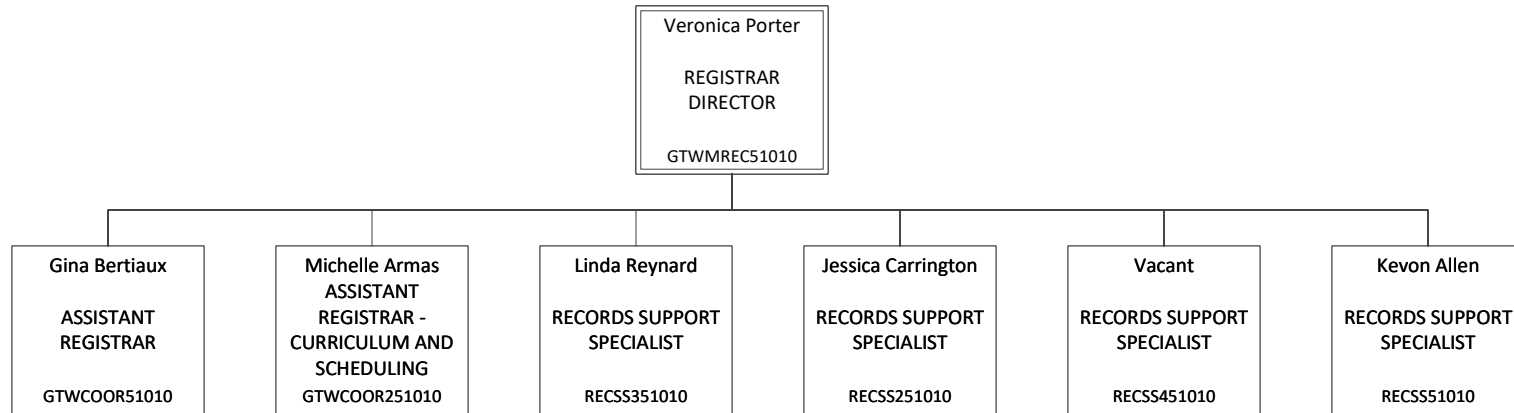 Veronica Porter
REGISTRAR
DIRECTOR
GTWMREC51010
Gina Bertiaux
ASSISTANT
REGISTRAR
GTWCOOR51010
Michelle Armas
ASSISTANT
REGISTRAR -
CURRICULUM AND
SCHEDULING
GTWCOOR251010
Linda Reynard
RECORDS SUPPORT
SPECIALIST
RECSS351010
Jessica Carrington
RECORDS SUPPORT
SPECIALIST
RECSS251010
Vacant
RECORDS SUPPORT
SPECIALIST
RECSS451010
Kevon Allen
RECORDS SUPPORT
SPECIALIST
RECSS51010